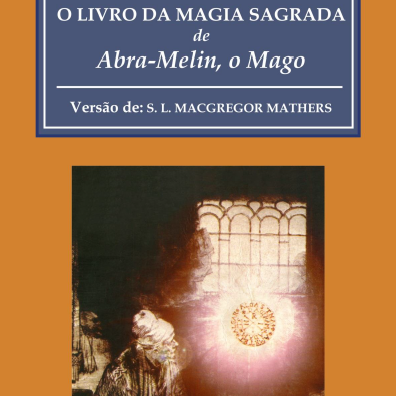 O LIVRO DA MAGIA SAGRADA
de
Abra-Melin, o Mago
Versão de: S. L. MACGREGOR MATHERS